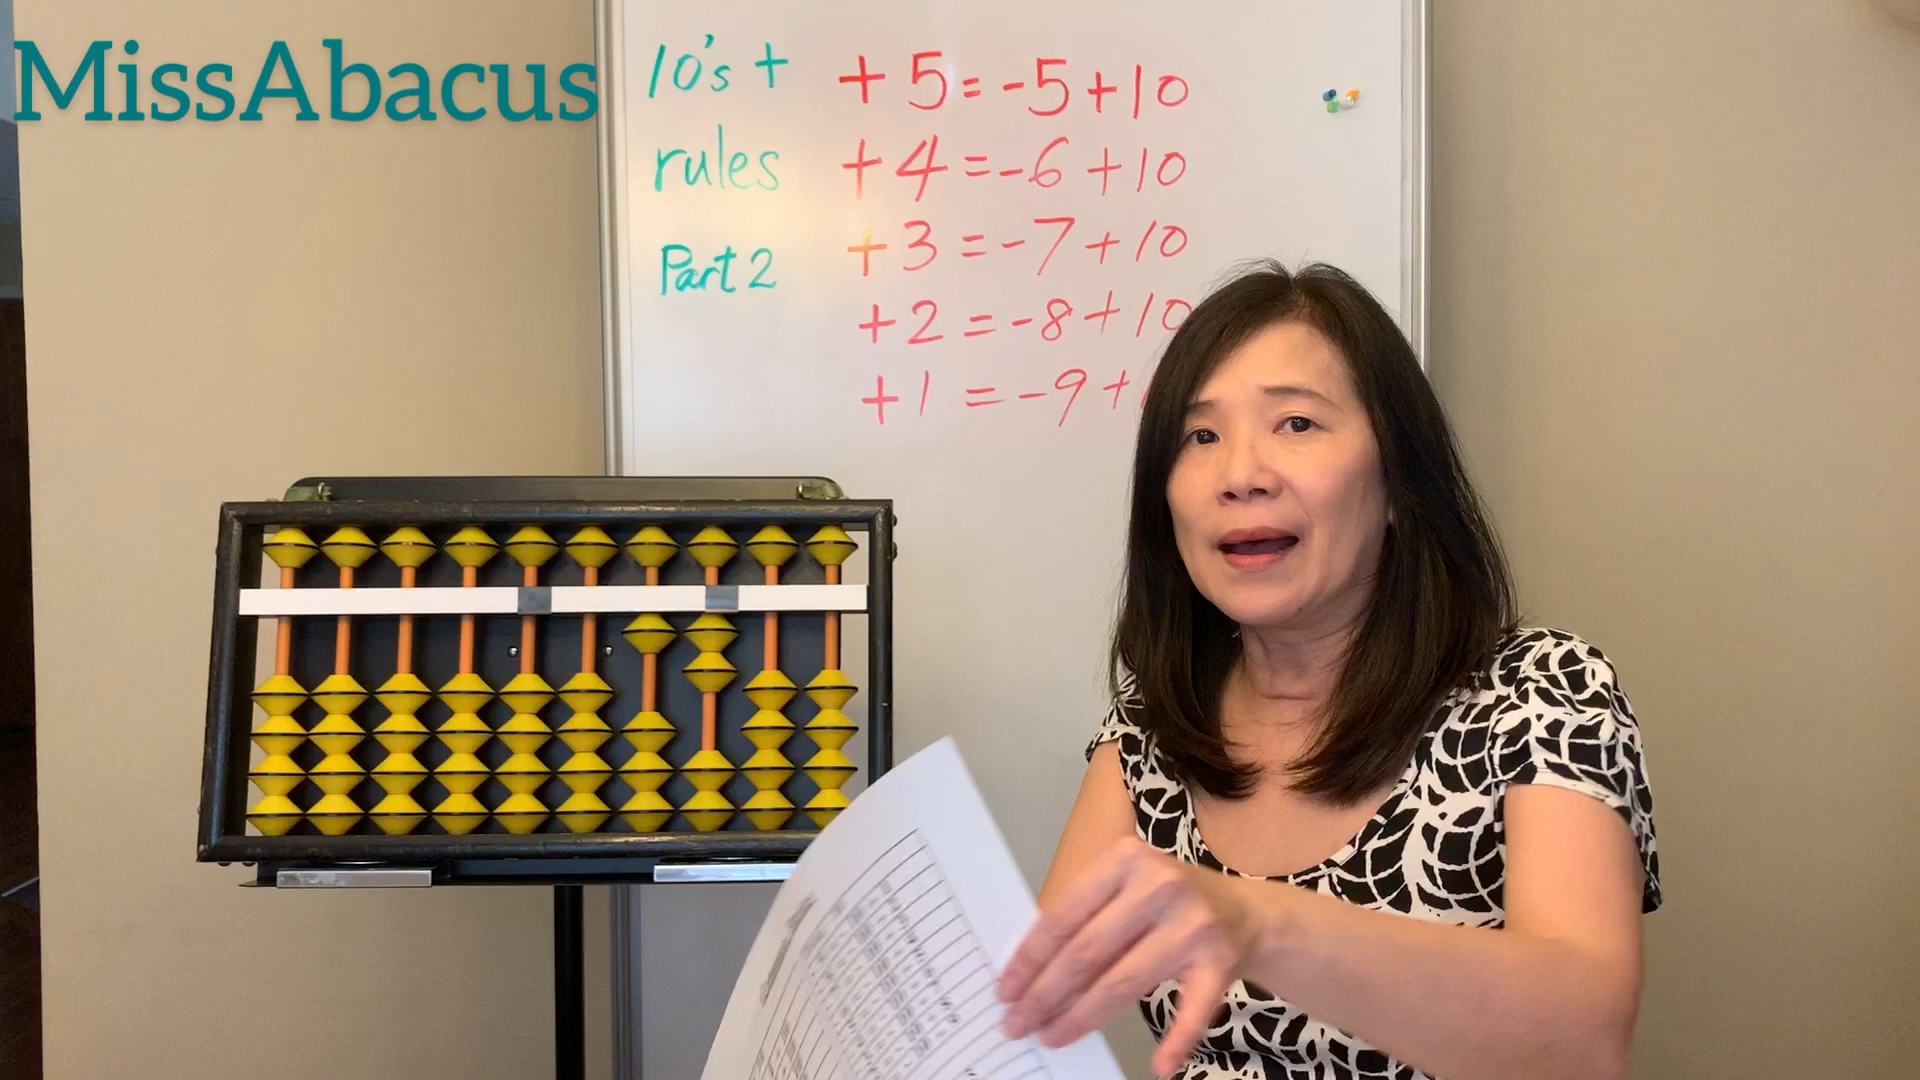 MissAbacus
10's +
rules
Part 2
+5=-5+10
+4=-6+10
+3=-7+10
+2=-8+10
+1=-9+